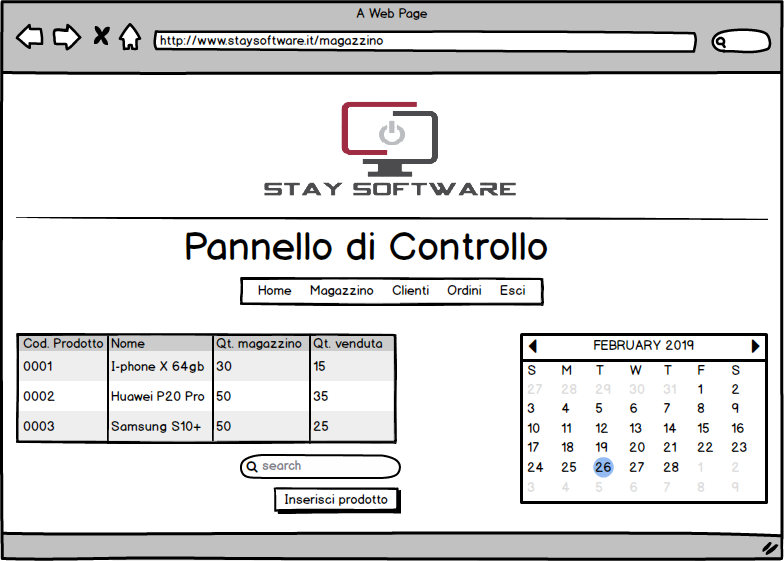 A Web Page
http://www.staysoftware.it/magazzino
STAY SOFTWARE
Pannello di Controllo
Home Magazzino Clienti Ordini Esci
Cod. Prodotto Nome Qt. magazzino Qt. venduta
0001 I-phone X 64gb 30 15
0002 Huawei P20 Pro 50 35
0003 Samsung S10+ 50 25
search
Inserisci prodotto
FEBRUARY 2019
S M T W T F S
27 28 29 30 31 1 2
3 4 5 6 7 8 9
10 11 12 13 14 15 16
17 18 19 20 21 22 23
24 25 26 27 28 1 2
3 4 5 6 7 8 9